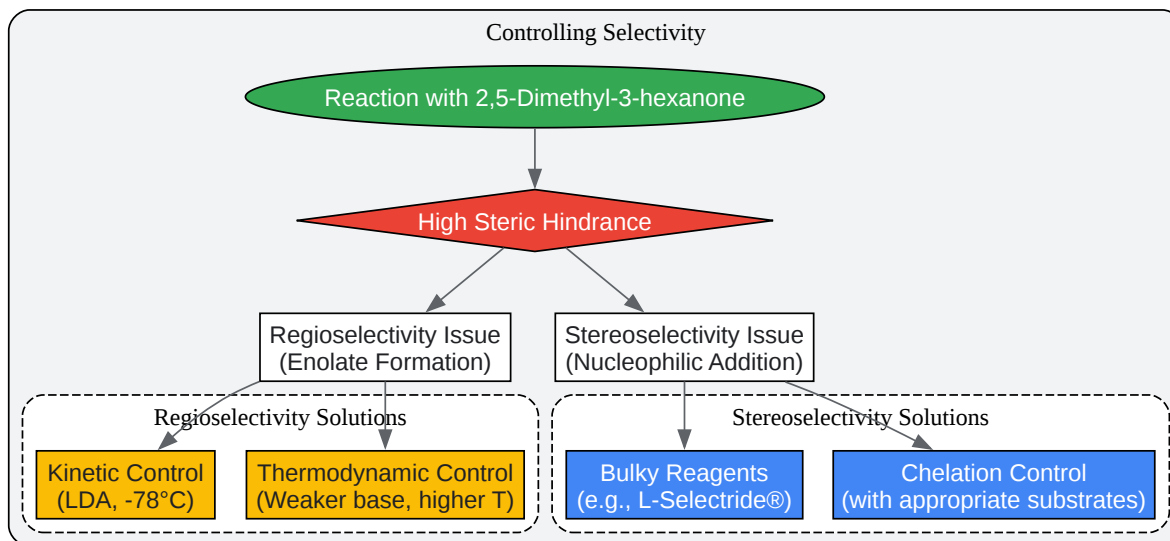 Controlling Selectivity
Reaction with 2,5-Dimethyl-3-hexanone
High Steric Hindrance
Regioselectivity Issue
(Enolate Formation)
Stereoselectivity Issue
(Nucleophilic Addition)
Regioselectivity Solutions
Kinetic Control
(LDA, -78°C)
Thermodynamic Control
(Weaker base, higher T)
Stereoselectivity Solutions
Bulky Reagents
(e.g., L-Selectride®)
Chelation Control
(with appropriate substrates)